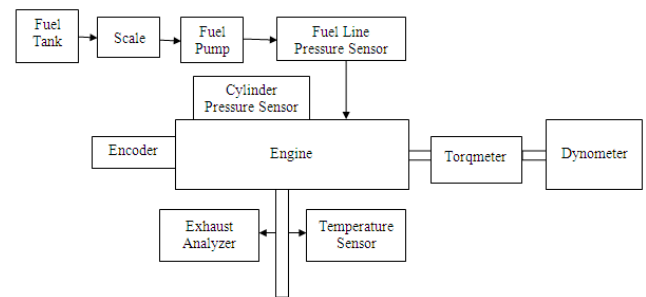 Fuel
Tank
Scale
Fuel
Pump
Fuel Line
Pressure Sensor
Cylinder
Pressure Sensor
Encoder
Engine
Torqmeter
Dynometer
Exhaust
Analyzer
Temperature
Sensor